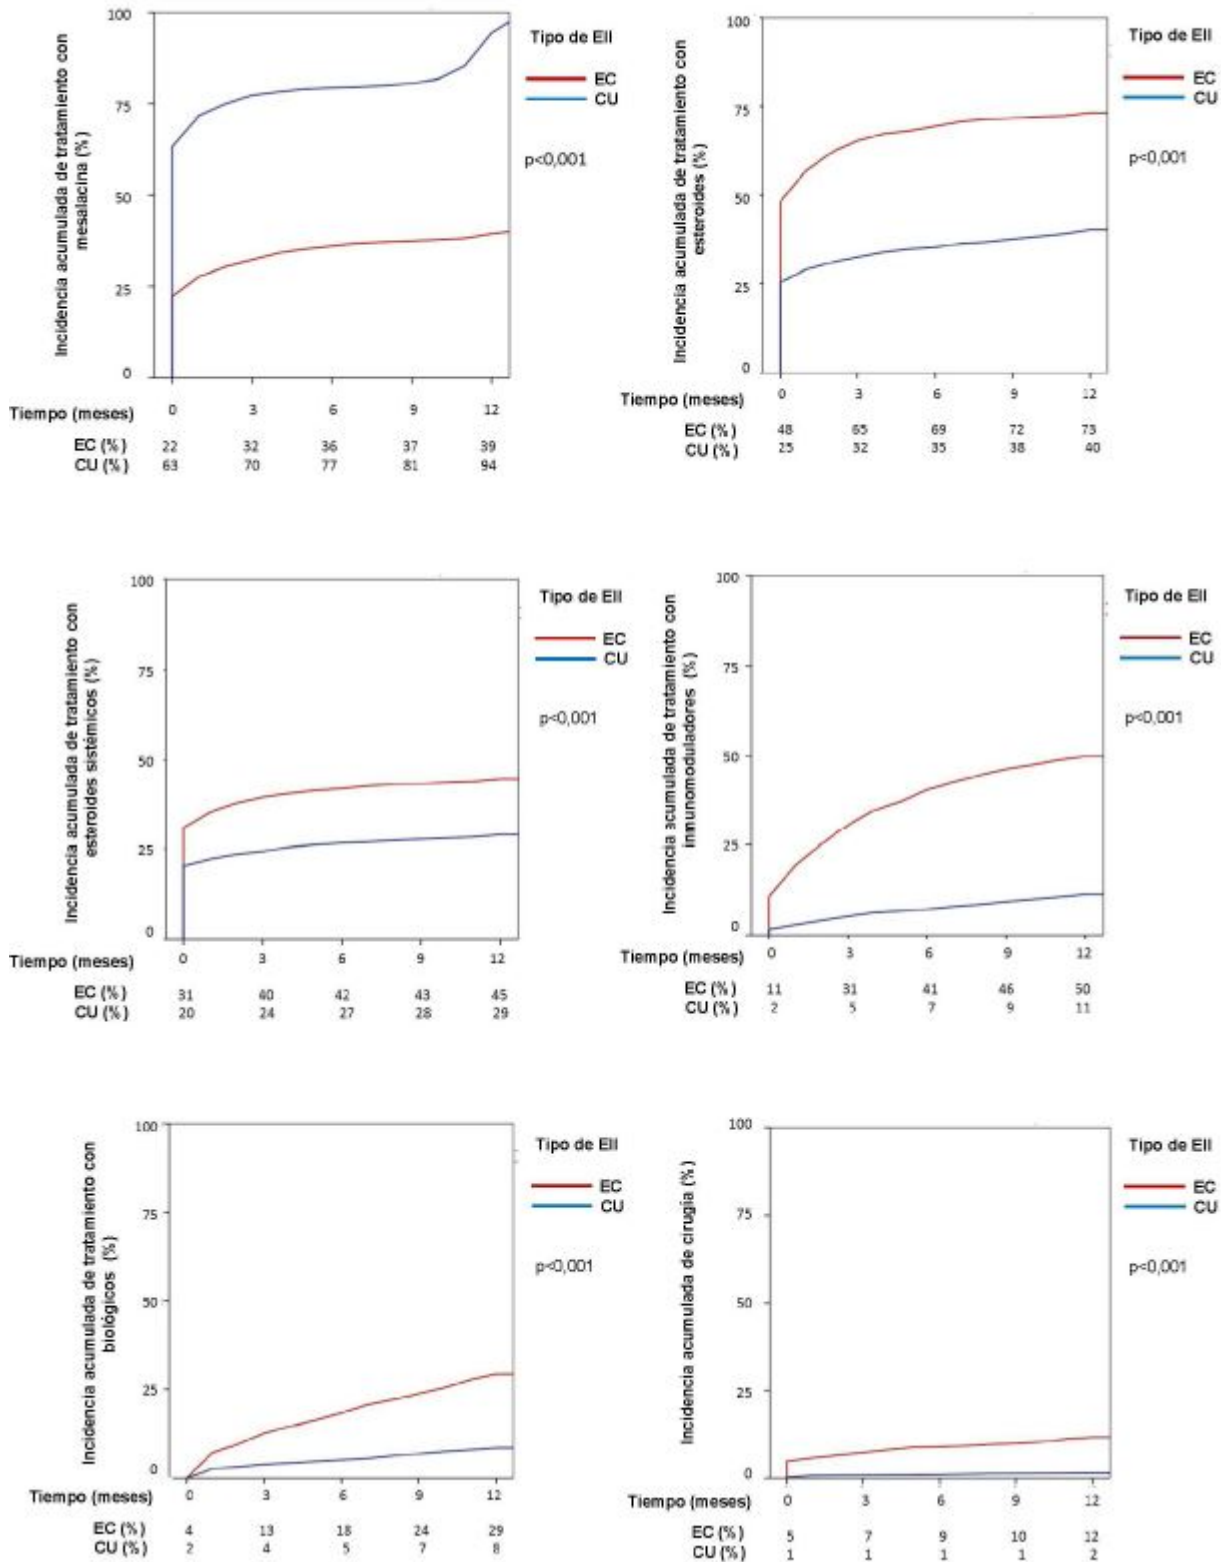 Incidencia acumulada de tratamiento con
mesalacina (%)
100
75
50
25
0
Tipo de EII
EC
CU
p<0,001
Tiempo (meses) 0 3 6 9 12
EC (%) 22 32 36 37 39
CU (%) 63 70 77 81 94
Incidencia acumulada de tratamiento con
esteroides (%)
100
75
50
25
0
Tipo de EII
EC
CU
p<0,001
Tiempo (meses) 0 3 6 9 12
EC (%) 48 65 69 72 73
CU (%) 25 32 35 38 40
Incidencia acumulada de tratamiento con
esteroides sistémicos (%)
100
75
50
25
0
Tipo de EII
EC
CU
p<0,001
Tiempo (meses) 0 3 6 9 12
EC (%) 31 40 42 43 45
CU (%) 20 24 27 28 29
Incidencia acumulada de tratamiento con
inmunomoduladores (%)
100
75
50
25
0
Tipo de EII
EC
CU
p<0,001
Tiempo (meses) 0 3 6 9 12
EC (%) 11 31 41 46 50
CU (%) 2 5 7 9 11
Incidencia acumulada de tratamiento con
biológicos (%)
100
75
50
25
0
Tipo de EII
EC
CU
p<0,001
Tiempo (meses) 0 3 6 9 12
EC (%) 4 13 18 24 29
CU (%) 2 4 5 7 8
Incidencia acumulada de cirugía (%)
100
75
50
25
0
Tipo de EII
EC
CU
p<0,001
Tiempo (meses) 0 3 6 9 12
EC (%) 5 7 9 10 12
CU (%) 1 1 1 1 2